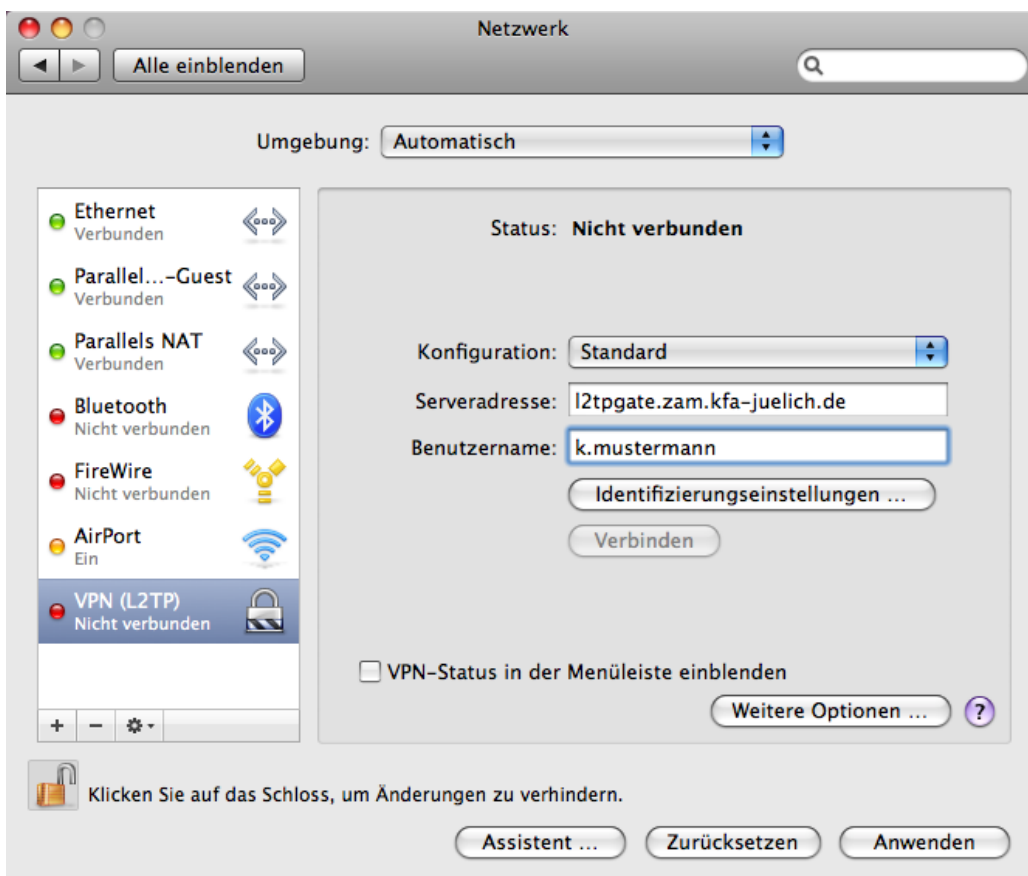 Netzwerk
Alle einblenden
Umgebung: Automatisch
Ethernet
Verbunden
Parallel...-Guest
Verbunden
Parallels NAT
Verbunden
Bluetooth
Nicht verbunden
FireWire
Nicht verbunden
AirPort
Ein
VPN (L2TP)
Nicht verbunden
Status: Nicht verbunden
Konfiguration: Standard
Serveradresse: l2tpgate.zam.kfa-juelich.de
Benutzername: k.mustermann
Identifizierungseinstellungen ...
Verbinden
VPN-Status in der Menüleiste einblenden
Weitere Optionen ... ?
Klicken Sie auf das Schloss, um Änderungen zu verhindern.
Assistent ... Zurücksetzen Anwenden